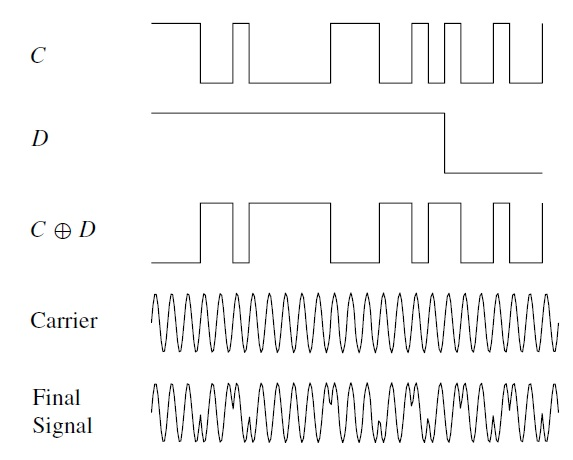 C
D
C ⊕ D
Carrier
Final
Signal